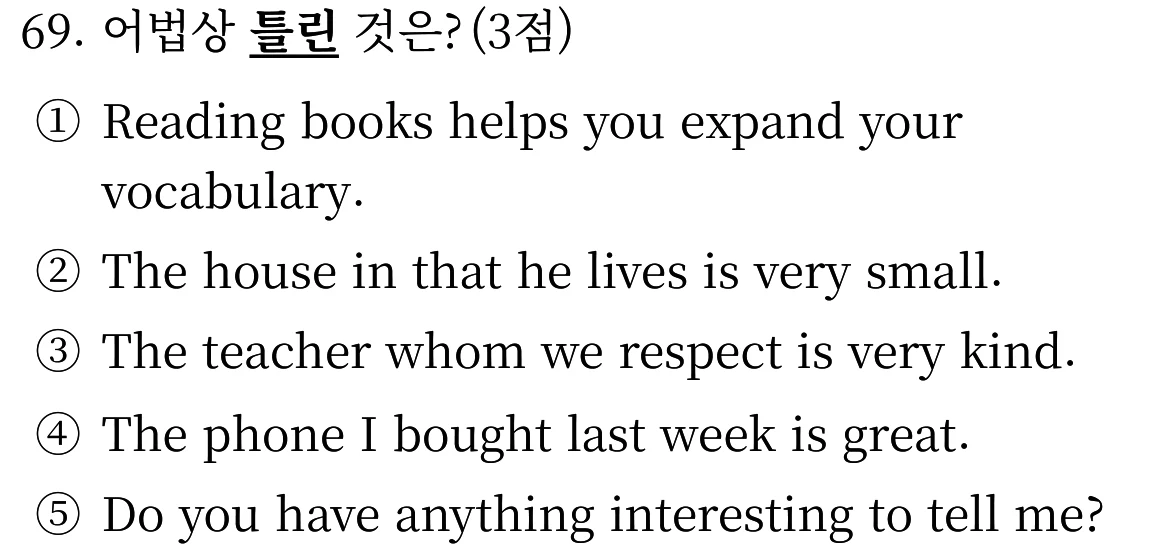 69. 어법상 틀린 것은? (3점)
① Reading books helps you expand your
vocabulary.
② The house in that he lives is very small.
③ The teacher whom we respect is very kind.
④ The phone I bought last week is great.
⑤ Do you have anything interesting to tell me?